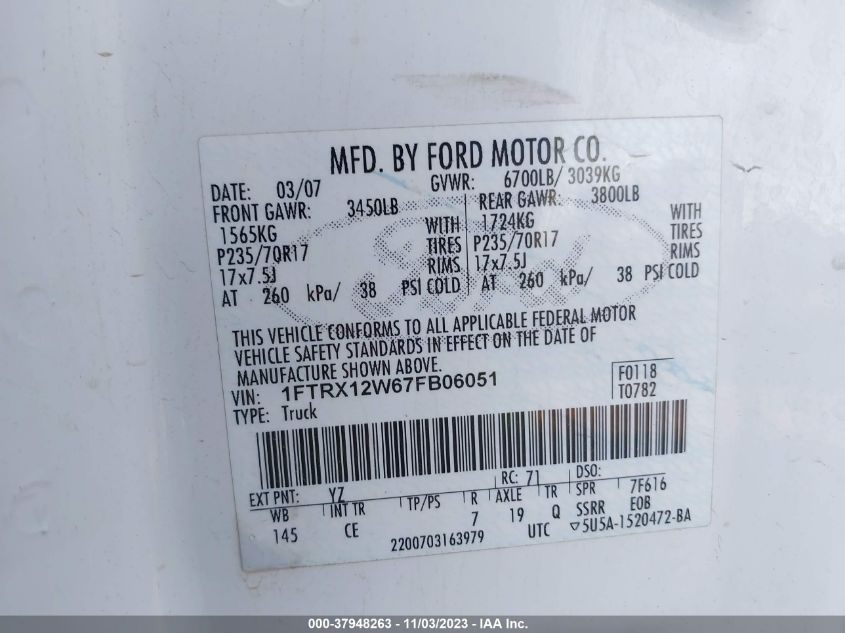 MFD. BY FORD MOTOR CO.
DATE: 03/07 GVWR: 6700LB/ 3039KG
FRONT GAWR: 3450LB REAR GAWR: 3800LB
1565KG WITH 1724KG WITH
P235/70R17 TIRES P235/70R17 TIRES
17x7.5J RIMS 17x7.5J RIMS
AT 260 kPa/ 38 PSI COLD AT 260 kPa/ 38 PSI COLD
Ford
THIS VEHICLE CONFORMS TO ALL APPLICABLE FEDERAL MOTOR
VEHICLE SAFETY STANDARDS IN EFFECT ON THE DATE OF
MANUFACTURE SHOWN ABOVE.
VIN: 1FTRX12W67FB06051 F0118
TYPE: Truck T0782
EXT PNT: YZ RC: 71 DSO:
WB INT TR TP/PS R AXLE TR SPR 7F616
145 CE 7 19 Q SSRR EOB
2200703163979 UTC ▽5U5A-1520472-BA
000-37948263 - 11/03/2023 - IAA Inc.